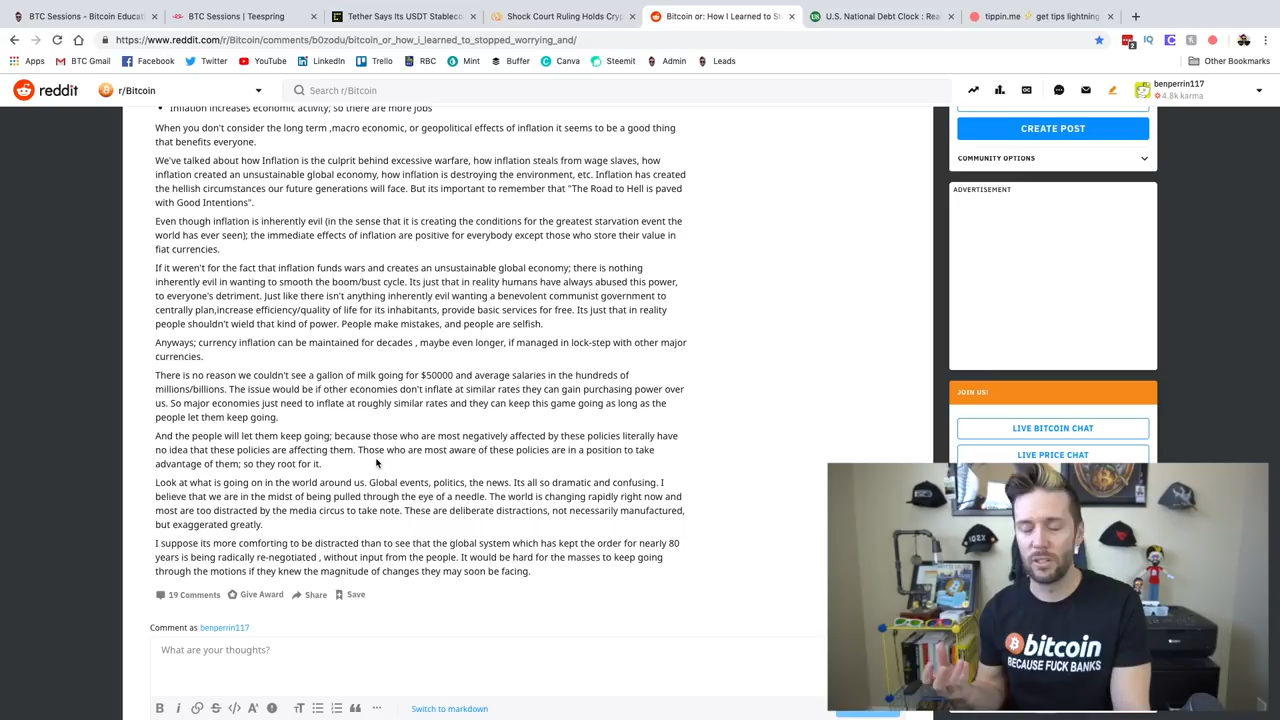 BTC Sessions - Bitcoin Educati
BTC Sessions | Teespring
Tether Says Its USDT Stableco
Shock Court Ruling Holds Cryp
Bitcoin or: How I Learned to St
U.S. National Debt Clock : Rea
tippin.me ⚡ get tips lightning
https://www.reddit.com/r/Bitcoin/comments/b0zodu/bitcoin_or_how_i_learned_to_stopped_worrying_and/
Apps BTC Gmail Facebook Twitter YouTube LinkedIn Trello RBC Mint Buffer Canva Steemit Admin Leads Other Bookmarks
reddit r/Bitcoin Search r/Bitcoin benperrin117
4.8k karma
Inflation increases economic activity; so there are more jobs
When you don't consider the long term ,macro economic, or geopolitical effects of inflation it seems to be a good thing
that benefits everyone.
We've talked about how Inflation is the culprit behind excessive warfare, how inflation steals from wage slaves, how
inflation created an unsustainable global economy, how inflation is destroying the environment, etc. Inflation has created
the hellish circumstances our future generations will face. But its important to remember that "The Road to Hell is paved
with Good Intentions".
Even though inflation is inherently evil (in the sense that it is creating the conditions for the greatest starvation event the
world has ever seen); the immediate effects of inflation are positive for everybody except those who store their value in
fiat currencies.
If it weren't for the fact that inflation funds wars and creates an unsustainable global economy; there is nothing
inherently evil in wanting to smooth the boom/bust cycle. Its just that in reality humans have always abused this power,
to everyone's detriment. Just like there isn't anything inherently evil wanting a benevolent communist government to
centrally plan,increase efficiency/quality of life for its inhabitants, provide basic services for free. Its just that in reality
people shouldn't wield that kind of power. People make mistakes, and people are selfish.
Anyways; currency inflation can be maintained for decades , maybe even longer, if managed in lock-step with other major
currencies.
There is no reason we couldn't see a gallon of milk going for $50000 and average salaries in the hundreds of
millions/billions. The issue would be if other economies don't inflate at similar rates they can gain purchasing power over
us. So major economies just need to inflate at roughly similar rates and they can keep this game going as long as the
people let them keep going.
And the people will let them keep going; because those who are most negatively affected by these policies literally have
no idea that these policies are affecting them. Those who are most aware of these policies are in a position to take
advantage of them; so they root for it.
Look at what is going on in the world around us. Global events, politics, the news. Its all so dramatic and confusing. I
believe that we are in the midst of being pulled through the eye of a needle. The world is changing rapidly right now and
most are too distracted by the media circus to take note. These are deliberate distractions, not necessarily manufactured,
but exaggerated greatly.
I suppose its more comforting to be distracted than to see that the global system which has kept the order for nearly 80
years is being radically re-negotiated , without input from the people. It would be hard for the masses to keep going
through the motions if they knew the magnitude of changes they may soon be facing.
19 Comments Give Award Share Save
Comment as benperrin117
What are your thoughts?
Switch to markdown
CREATE POST
COMMUNITY OPTIONS
ADVERTISEMENT
JOIN US!
LIVE BITCOIN CHAT
LIVE PRICE CHAT
bitcoin
BECAUSE FUCK BANKS